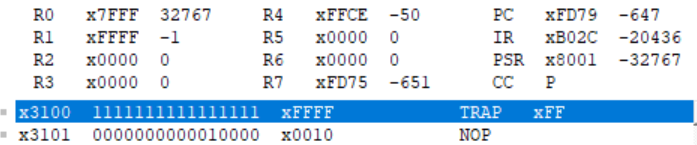 R0 x7FFF 32767 R4 xFFCE -50 PC xFD79 -647
R1 xFFFF -1 R5 x0000 0 IR xB02C -20436
R2 x0000 0 R6 x0000 0 PSR x8001 -32767
R3 x0000 0 R7 xFD75 -651 CC P
x3100 1111111111111111 xFFFF TRAP xFF
x3101 0000000000010000 x0010 NOP